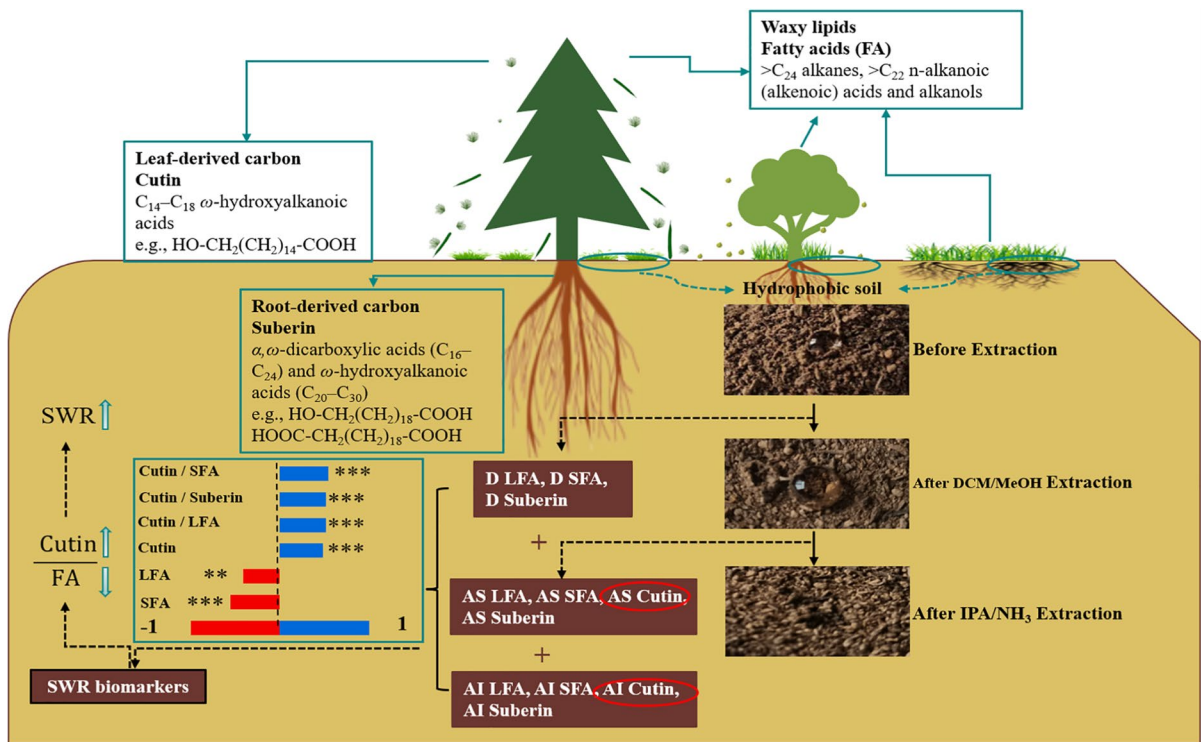 Waxy lipids
Fatty acids (FA)
>C₂₄ alkanes, >C₂₂ n-alkanoic
(alkenoic) acids and alkanols
Leaf-derived carbon
Cutin
C₁₄–C₁₈ ω-hydroxyalkanoic
acids
e.g., HO-CH₂(CH₂)₁₄-COOH
Root-derived carbon
Suberin
α,ω-dicarboxylic acids (C₁₆–
C₂₄) and ω-hydroxyalkanoic
acids (C₂₀–C₃₀)
e.g., HO-CH₂(CH₂)₁₈-COOH
HOOC-CH₂(CH₂)₁₈-COOH
Hydrophobic soil
Before Extraction
After DCM/MeOH Extraction
After IPA/NH₃ Extraction
SWR
Cutin
FA
SWR biomarkers
Cutin / SFA ***
Cutin / Suberin ***
Cutin / LFA ***
Cutin ***
LFA **
SFA ***
-1 1
D LFA, D SFA,
D Suberin
+
AS LFA, AS SFA, AS Cutin,
AS Suberin
+
AI LFA, AI SFA, AI Cutin,
AI Suberin